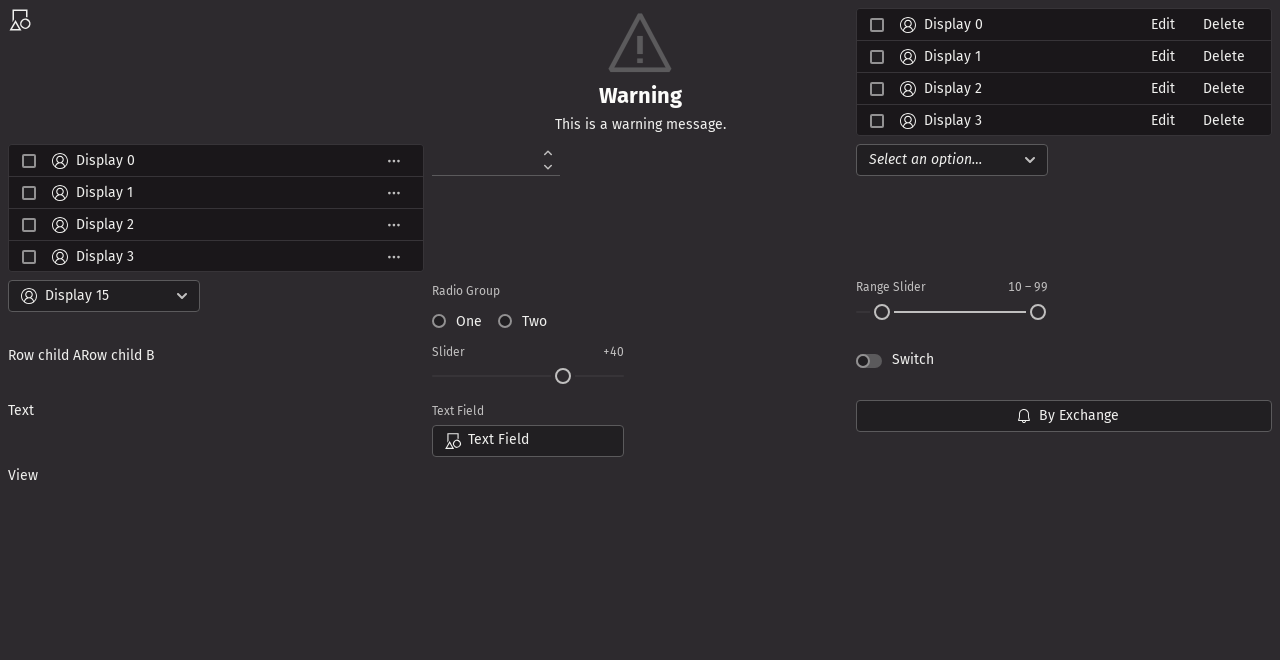 Warning
This is a warning message.
Display 0 Edit Delete
Display 1 Edit Delete
Display 2 Edit Delete
Display 3 Edit Delete
Display 0
Display 1
Display 2
Display 3
Select an option...
Display 15
Radio Group
One Two
Range Slider 10 – 99
Row child ARow child B
Slider +40
Switch
Text
Text Field
Text Field
By Exchange
View